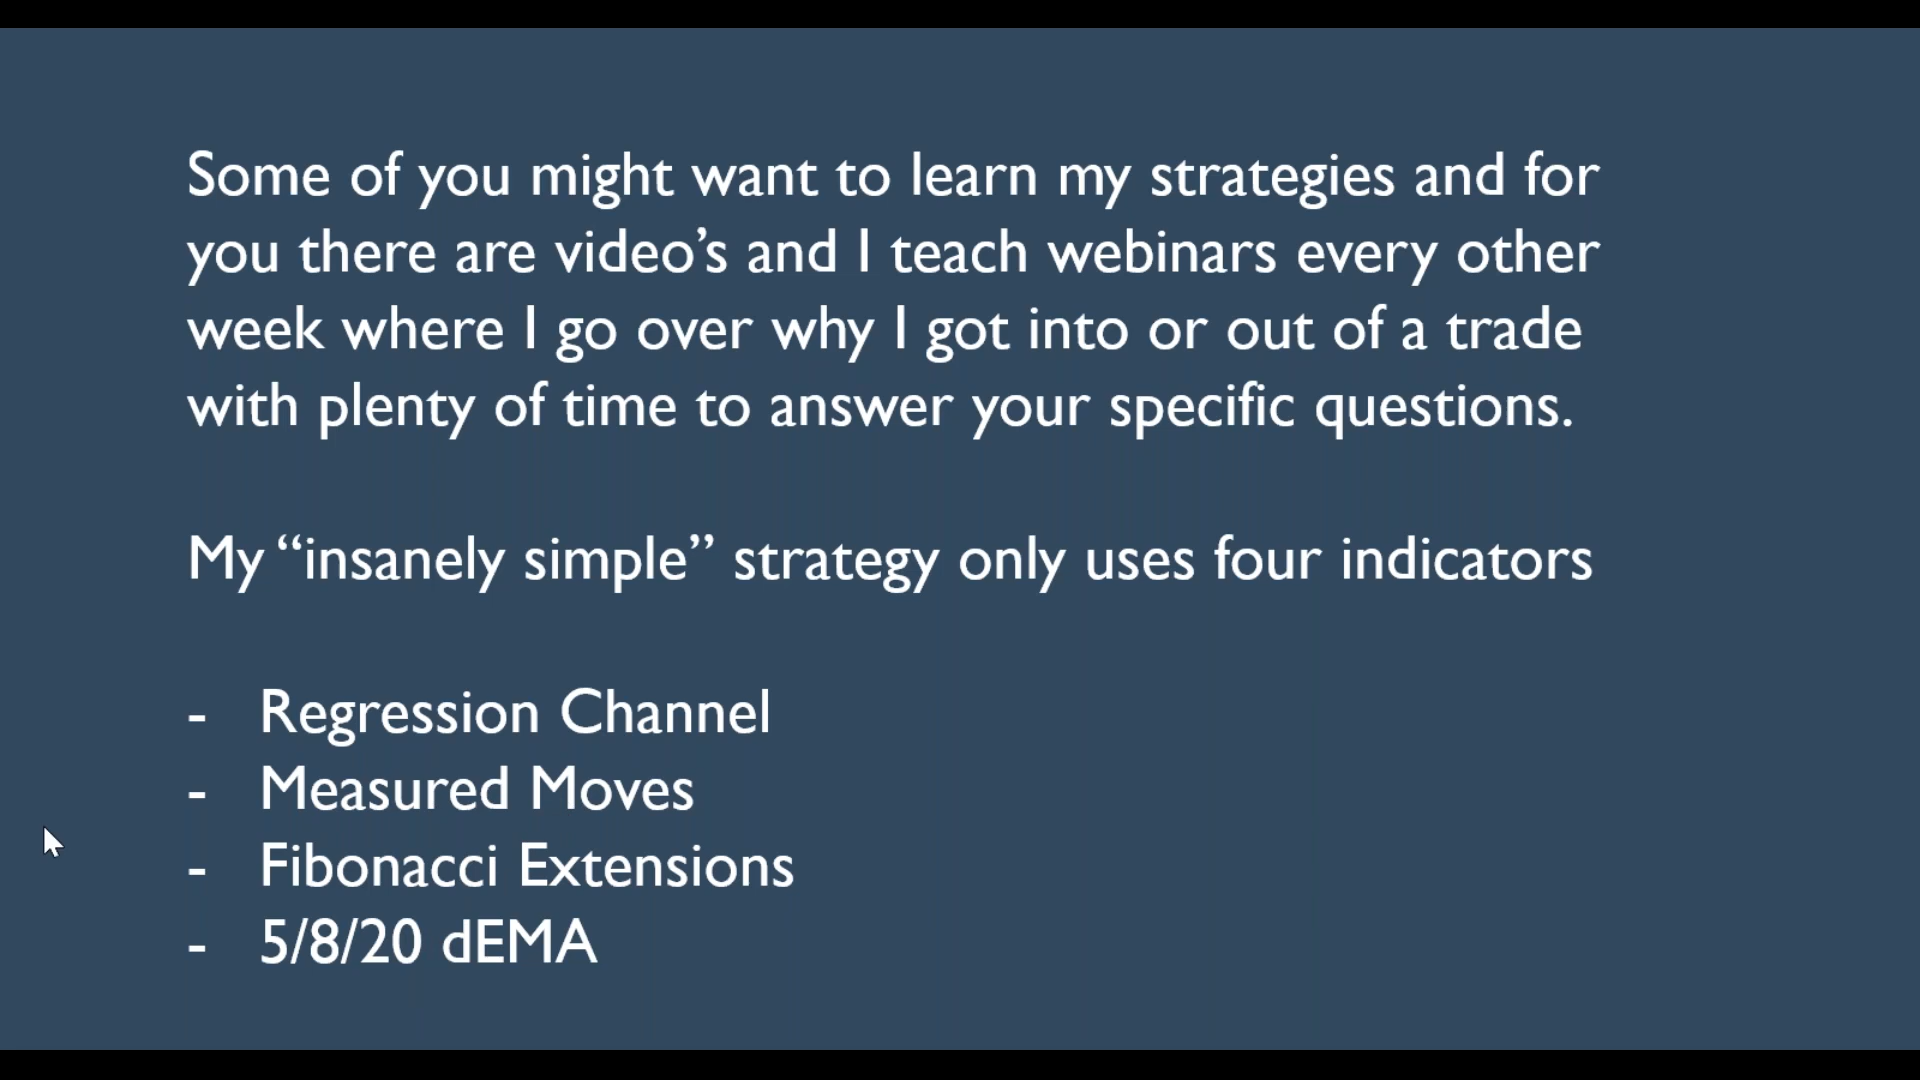 Some of you might want to learn my strategies and for
you there are video’s and I teach webinars every other
week where I go over why I got into or out of a trade
with plenty of time to answer your specific questions.
My “insanely simple” strategy only uses four indicators
- Regression Channel
- Measured Moves
- Fibonacci Extensions
- 5/8/20 dEMA